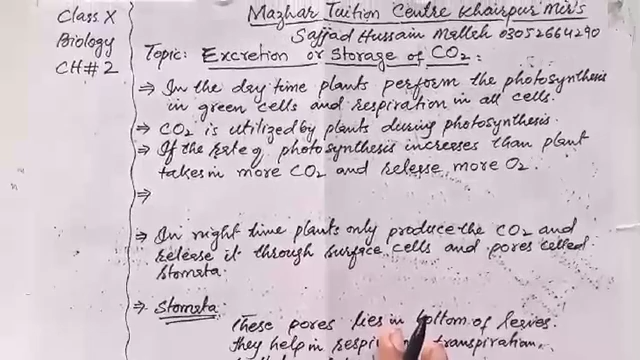 Class X
Biology
CH#2
Mazhar Tuition Centre Khairpur Mir's
Sajjad Hussain Malleh 03052664290
Topic: Excretion or Storage of CO2:
⇒ In the day time plants perform the photosynthesis
in green cells and respiration in all cells.
⇒ CO2 is utilized by plants during photosynthesis.
⇒ If the rate of photosynthesis increases than plant
takes in more CO2 and release more O2.
⇒
⇒ In night time plants only produce the CO2 and
release it through surface cells and pores called
stomata.
⇒ Stomata:
These pores lies in bottom of leaves.
they help in transpiration.